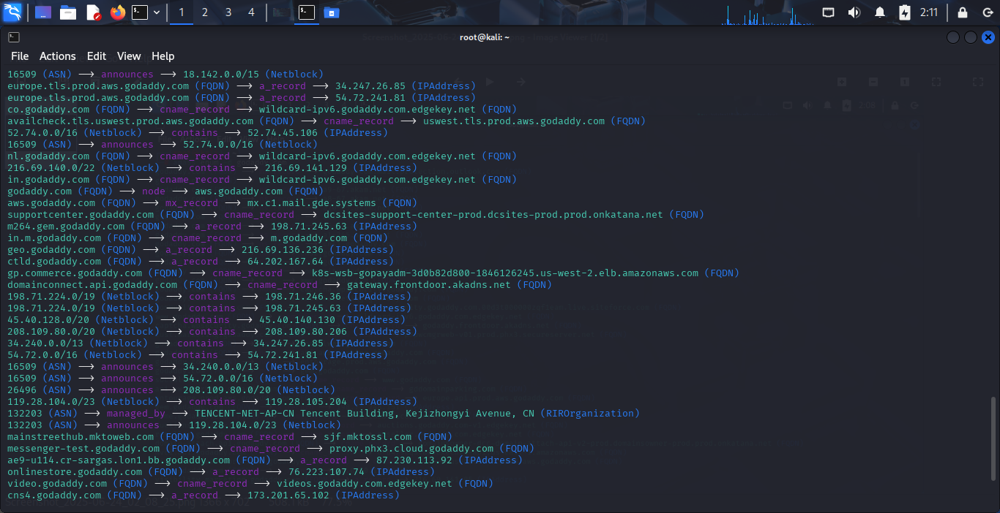 1 2 3 4 2:11
root@kali: ~
File Actions Edit View Help
16509 (ASN) → announces → 18.142.0.0/15 (Netblock)
europe.tls.prod.aws.godaddy.com (FQDN) → a_record → 34.247.26.85 (IPAddress)
europe.tls.prod.aws.godaddy.com (FQDN) → a_record → 54.72.241.81 (IPAddress)
co.godaddy.com (FQDN) → cname_record → wildcard-ipv6.godaddy.com.edgekey.net (FQDN)
availcheck.tls.uswest.prod.aws.godaddy.com (FQDN) → cname_record → uswest.tls.prod.aws.godaddy.com (FQDN)
52.74.0.0/16 (Netblock) → contains → 52.74.45.106 (IPAddress)
16509 (ASN) → announces → 52.74.0.0/16 (Netblock)
nl.godaddy.com (FQDN) → cname_record → wildcard-ipv6.godaddy.com.edgekey.net (FQDN)
216.69.140.0/22 (Netblock) → contains → 216.69.141.129 (IPAddress)
in.godaddy.com (FQDN) → cname_record → wildcard-ipv6.godaddy.com.edgekey.net (FQDN)
godaddy.com (FQDN) → node → aws.godaddy.com (FQDN)
aws.godaddy.com (FQDN) → mx_record → mx.c1.mail.gde.systems (FQDN)
supportcenter.godaddy.com (FQDN) → cname_record → dcsites-support-center-prod.dcsites-prod.prod.onkatana.net (FQDN)
m264.gem.godaddy.com (FQDN) → a_record → 198.71.245.63 (IPAddress)
in.m.godaddy.com (FQDN) → cname_record → m.godaddy.com (FQDN)
geo.godaddy.com (FQDN) → a_record → 216.69.136.236 (IPAddress)
ctld.godaddy.com (FQDN) → a_record → 64.202.167.64 (IPAddress)
gp.commerce.godaddy.com (FQDN) → cname_record → k8s-wsb-gopayadm-3d0b82d800-1846126245.us-west-2.elb.amazonaws.com (FQDN)
domainconnect.api.godaddy.com (FQDN) → cname_record → gateway.frontdoor.akadns.net (FQDN)
198.71.224.0/19 (Netblock) → contains → 198.71.246.36 (IPAddress)
198.71.224.0/19 (Netblock) → contains → 198.71.245.63 (IPAddress)
45.40.128.0/20 (Netblock) → contains → 45.40.140.130 (IPAddress)
208.109.80.0/20 (Netblock) → contains → 208.109.80.206 (IPAddress)
34.240.0.0/13 (Netblock) → contains → 34.247.26.85 (IPAddress)
54.72.0.0/16 (Netblock) → contains → 54.72.241.81 (IPAddress)
16509 (ASN) → announces → 34.240.0.0/13 (Netblock)
16509 (ASN) → announces → 54.72.0.0/16 (Netblock)
26496 (ASN) → announces → 208.109.80.0/20 (Netblock)
119.28.104.0/23 (Netblock) → contains → 119.28.105.204 (IPAddress)
132203 (ASN) → managed_by → TENCENT-NET-AP-CN Tencent Building, Kejizhongyi Avenue, CN (RIROrganization)
132203 (ASN) → announces → 119.28.104.0/23 (Netblock)
mainstreethub.mktoweb.com (FQDN) → cname_record → sjf.mktossl.com (FQDN)
messenger-test.godaddy.com (FQDN) → cname_record → proxy.phx3.cloud.godaddy.com (FQDN)
ae9-u114.cr-sargas.lon1.bb.godaddy.com (FQDN) → a_record → 87.230.113.92 (IPAddress)
onlinestore.godaddy.com (FQDN) → a_record → 76.223.107.74 (IPAddress)
video.godaddy.com (FQDN) → cname_record → videos.godaddy.com.edgekey.net (FQDN)
cns4.godaddy.com (FQDN) → a_record → 173.201.65.102 (IPAddress)